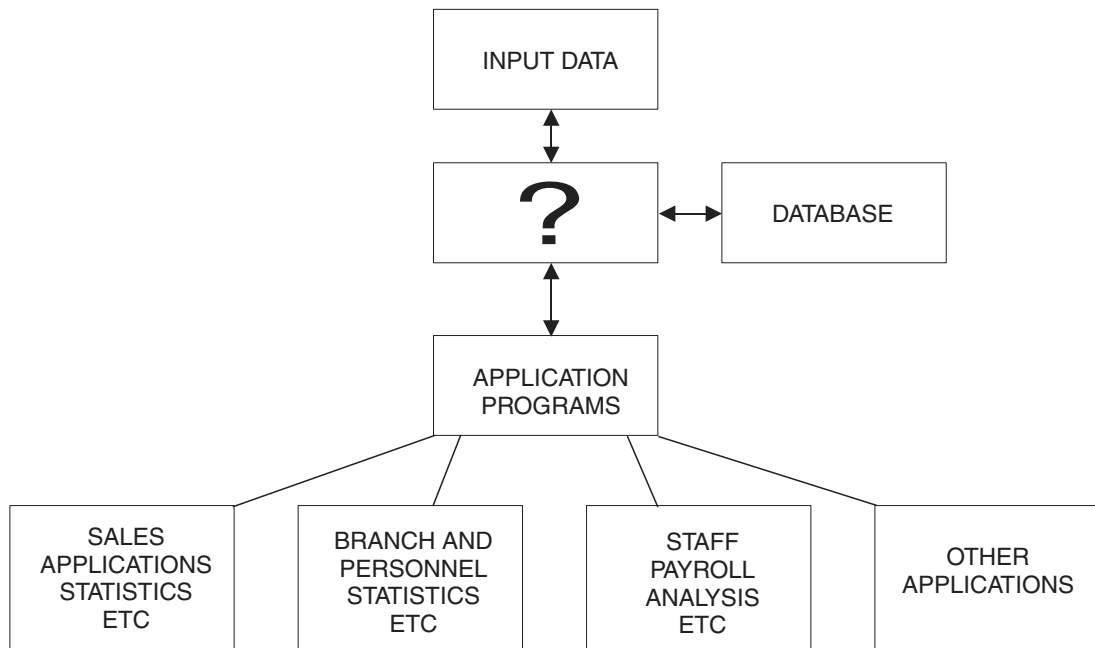 INPUT DATA
?
DATABASE
APPLICATION
PROGRAMS
SALES
APPLICATIONS
STATISTICS
ETC
BRANCH AND
PERSONNEL
STATISTICS
ETC
STAFF
PAYROLL
ANALYSIS
ETC
OTHER
APPLICATIONS